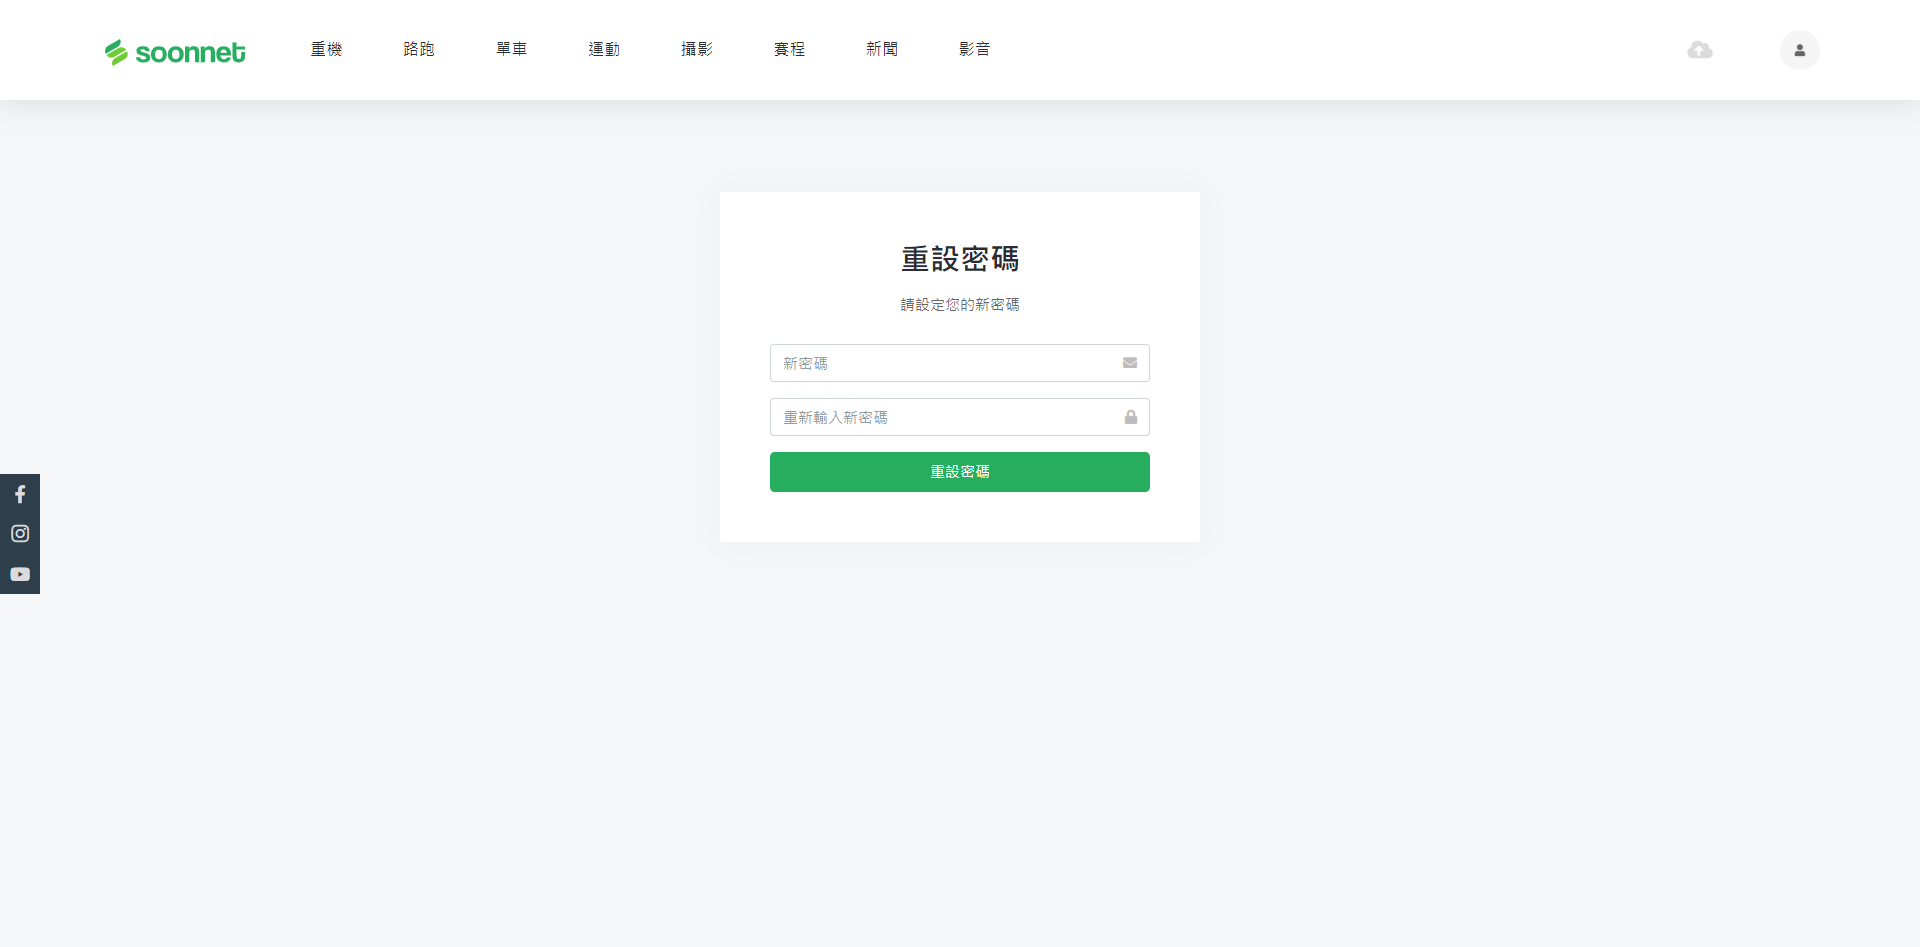 soonnet
重機
路跑
單車
運動
攝影
賽程
新聞
影音
重設密碼
請設定您的新密碼
新密碼
重新輸入新密碼
重設密碼